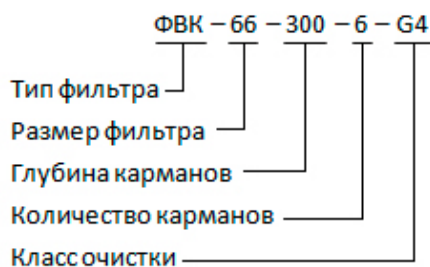 ФВК – 66 – 300 – 6 – G4
Тип фильтра
Размер фильтра
Глубина карманов
Количество карманов
Класс очистки